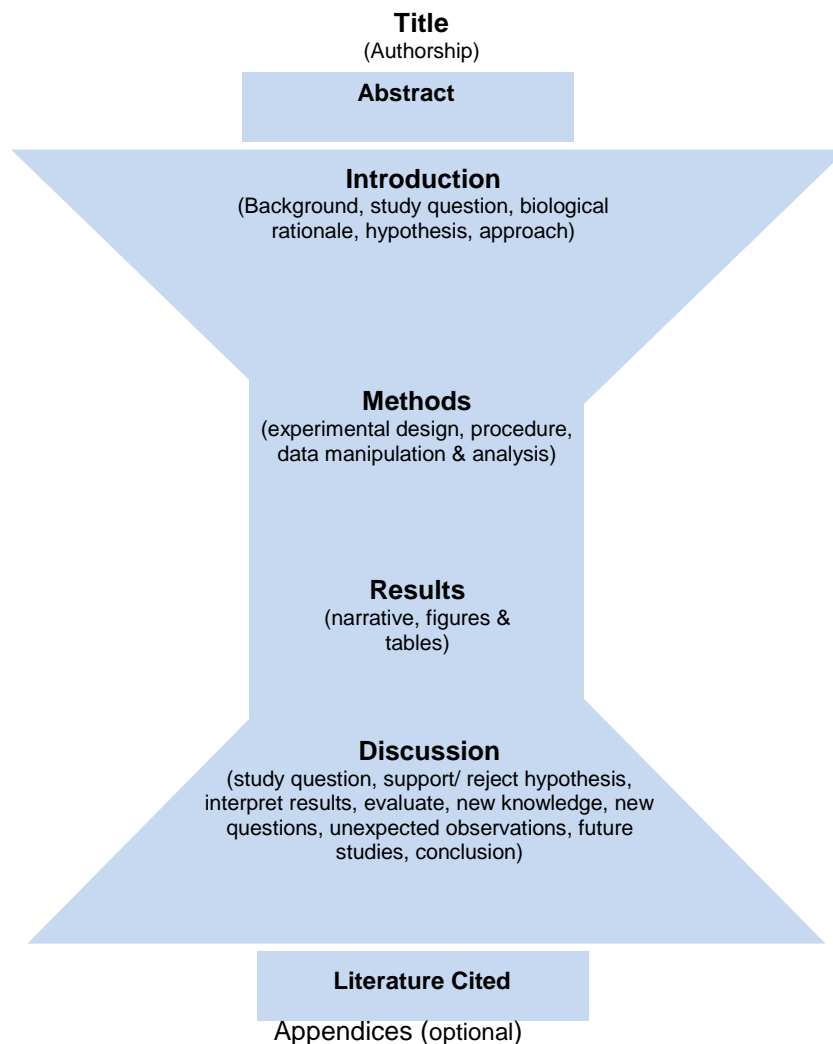 Title
(Authorship)
Abstract
Introduction
(Background, study question, biological
rationale, hypothesis, approach)
Methods
(experimental design, procedure,
data manipulation & analysis)
Results
(narrative, figures &
tables)
Discussion
(study question, support/ reject hypothesis,
interpret results, evaluate, new knowledge, new
questions, unexpected observations, future
studies, conclusion)
Literature Cited
Appendices (optional)